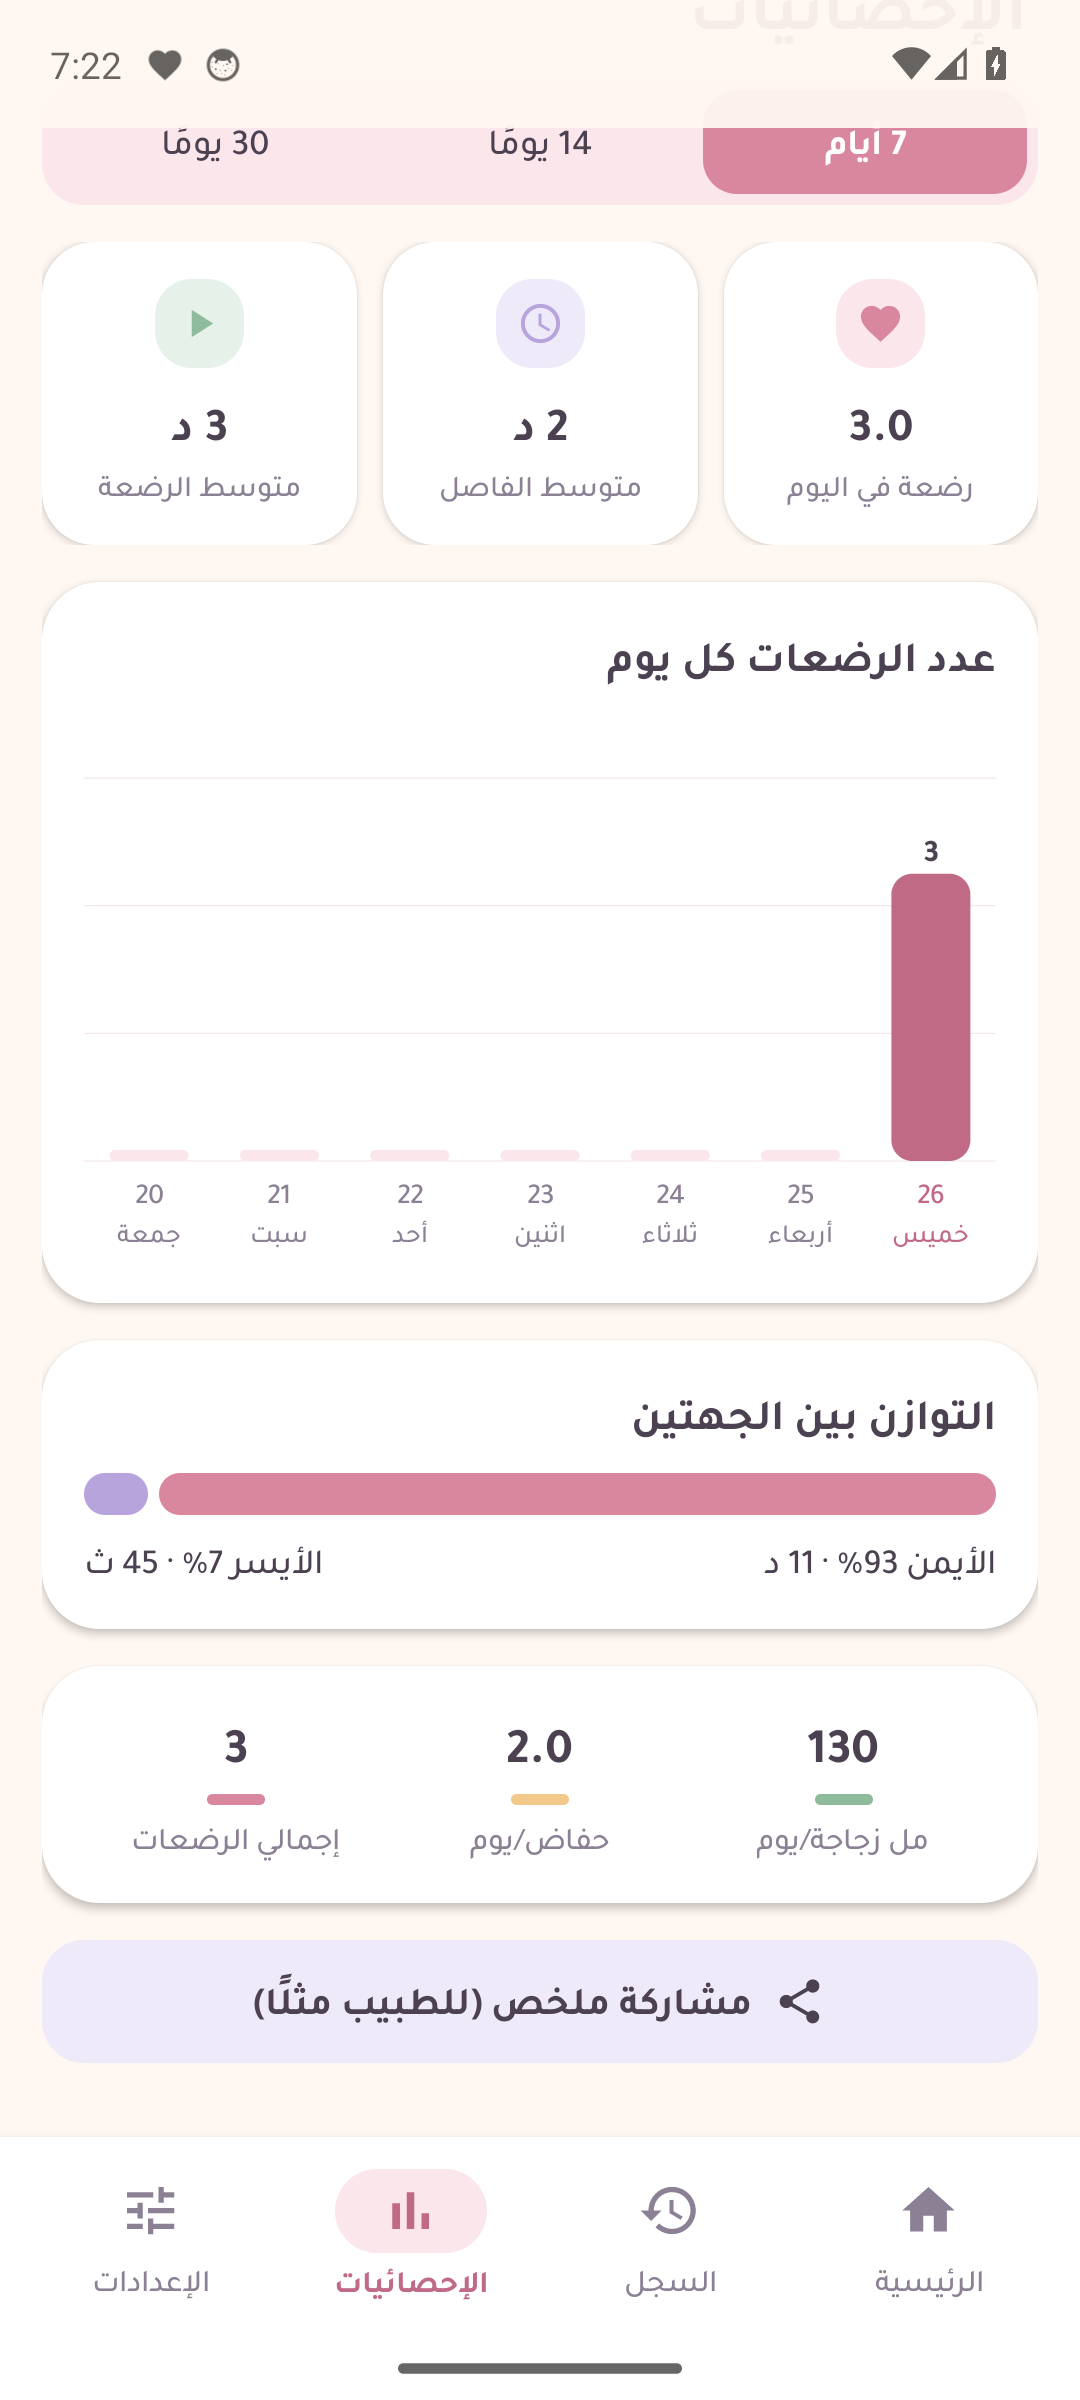 الإحصائيات
7:22
7 أيام
14 يومًا
30 يومًا
3.0
رضعة في اليوم
2 د
متوسط الفاصل
3 د
متوسط الرضعة
عدد الرضعات كل يوم
3
26
خميس
25
أربعاء
24
ثلاثاء
23
اثنين
22
أحد
21
سبت
20
جمعة
التوازن بين الجهتين
الأيمن 93% · 11 د
الأيسر 7% · 45 ث
130
مل زجاجة/يوم
2.0
حفاض/يوم
3
إجمالي الرضعات
مشاركة ملخص (للطبيب مثلًا)
الرئيسية
السجل
الإحصائيات
الإعدادات